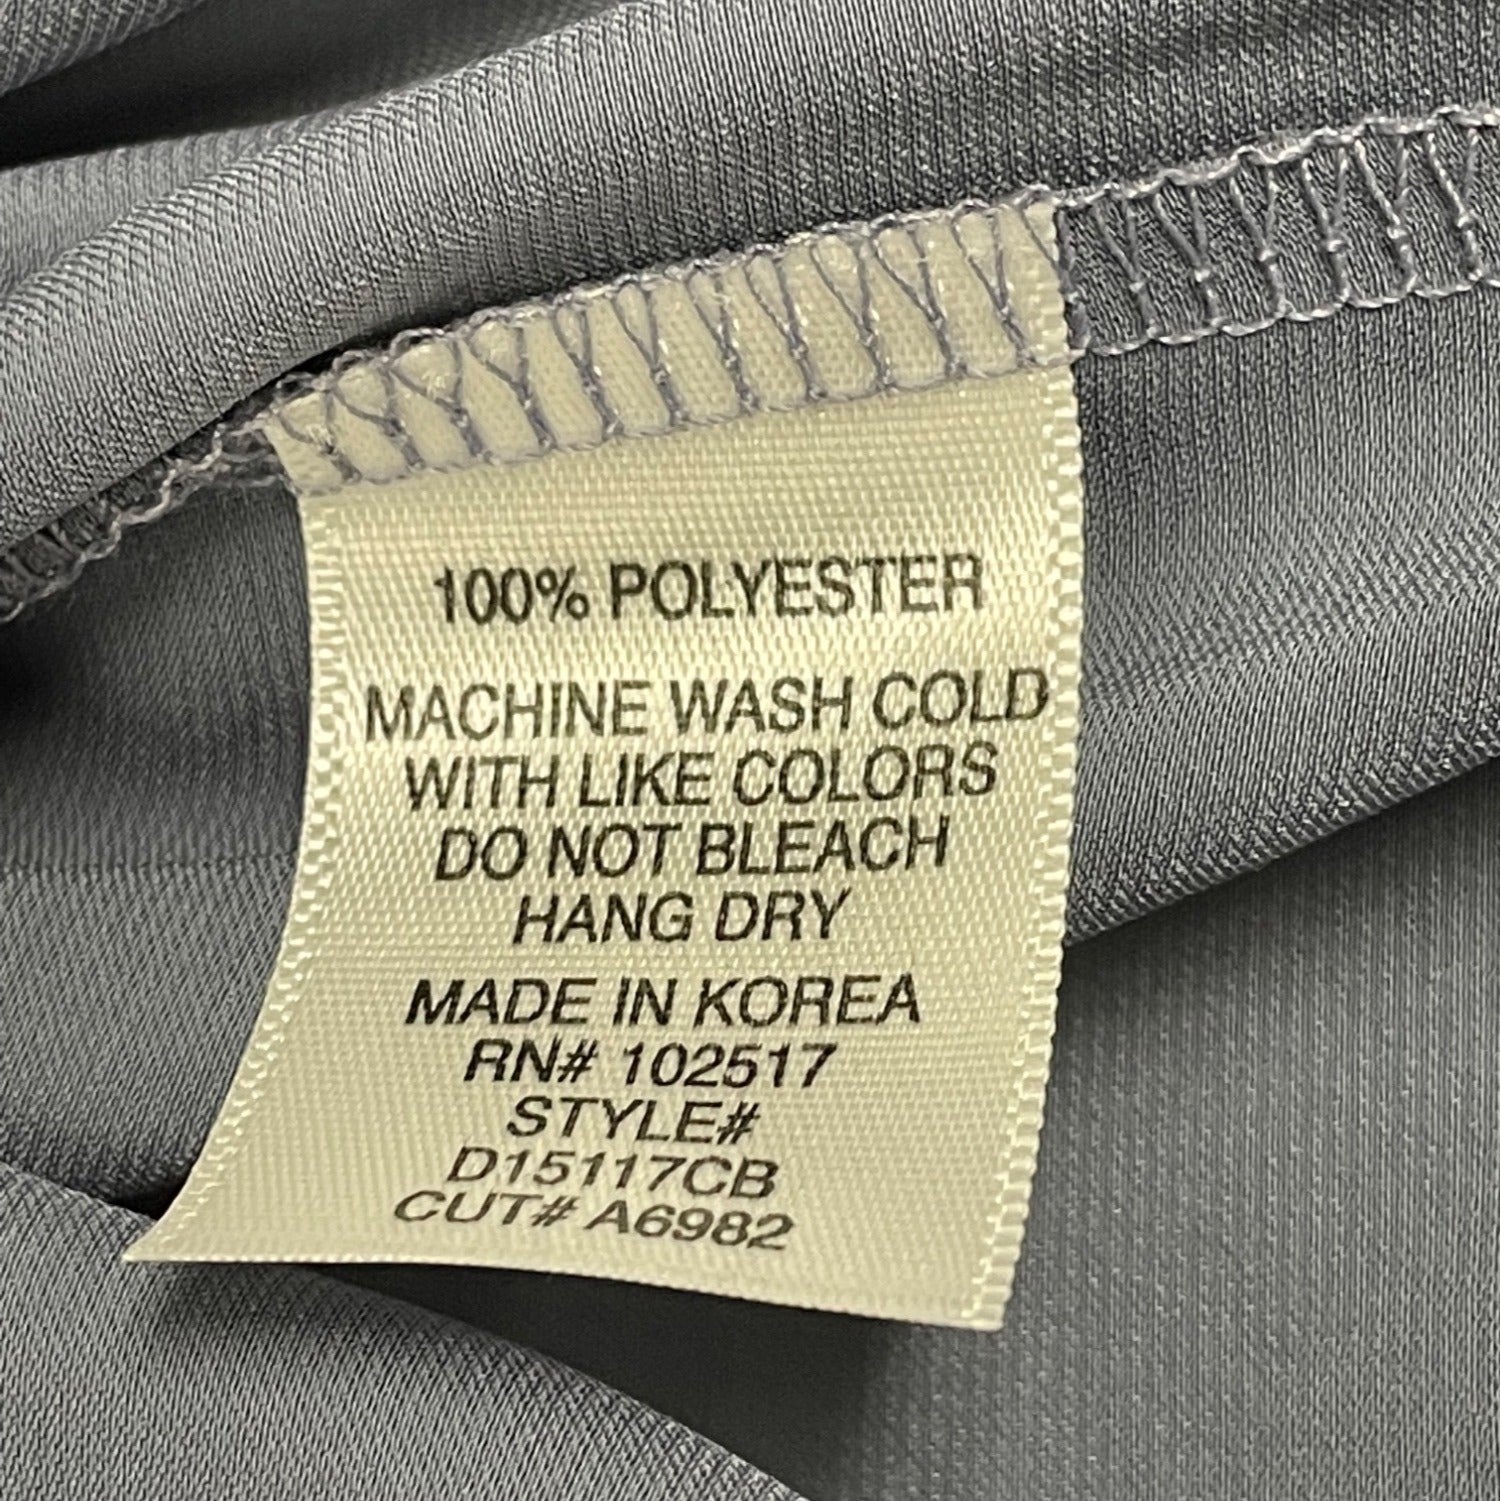 100% POLYESTER
MACHINE WASH COLD
WITH LIKE COLORS
DO NOT BLEACH
HANG DRY
MADE IN KOREA
RN# 102517
STYLE#
D15117CB
CUT# A6982